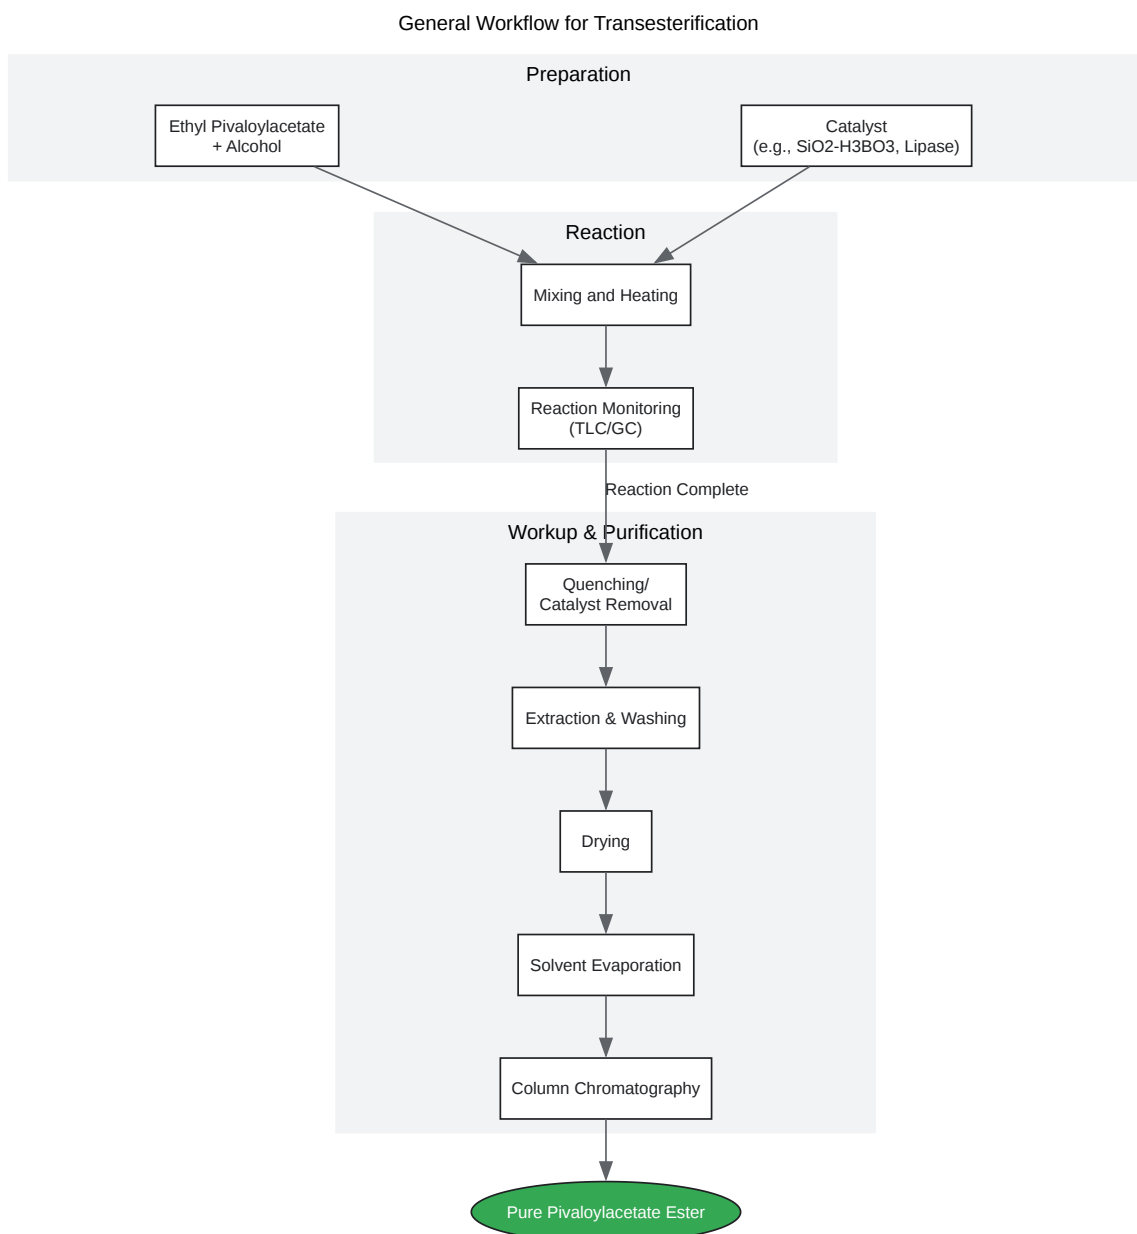 General Workflow for Transesterification
Preparation
Ethyl Pivaloylacetate
+ Alcohol
Catalyst
(e.g., SiO2-H3BO3, Lipase)
Reaction
Mixing and Heating
Reaction Monitoring
(TLC/GC)
Reaction Complete
Workup & Purification
Quenching/
Catalyst Removal
Extraction & Washing
Drying
Solvent Evaporation
Column Chromatography
Pure Pivaloylacetate Ester